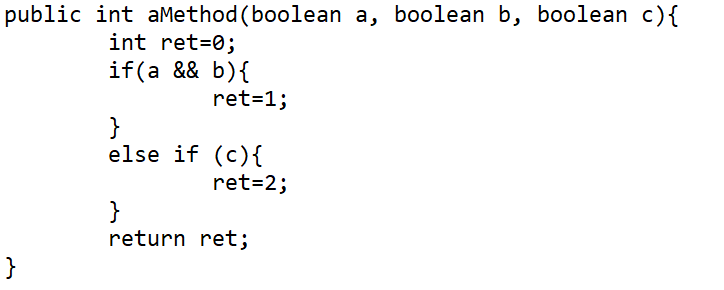 public int aMethod(boolean a, boolean b, boolean c){
        int ret=0;
        if(a && b){
                ret=1;
        }
        else if (c){
                ret=2;
        }
        return ret;
}